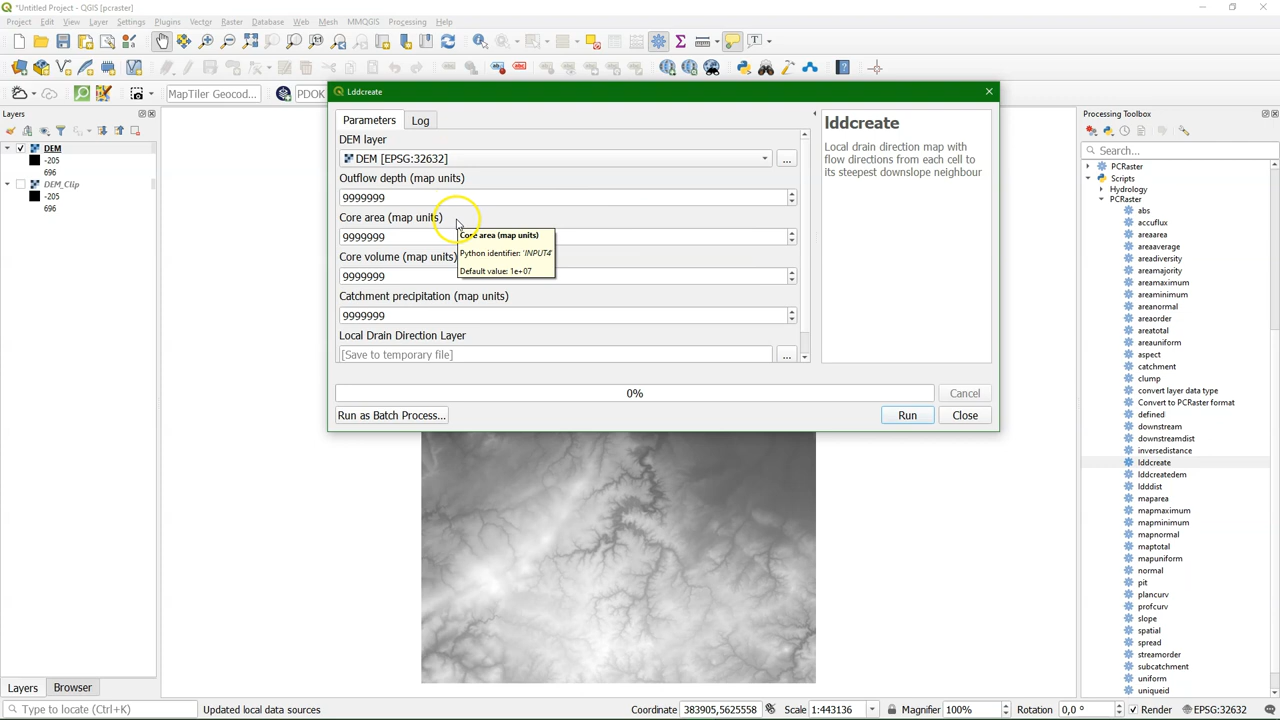 *Untitled Project - QGIS [pcraster]
Project Edit View Layer Settings Plugins Vector Raster Database Web Mesh MMQGIS Processing Help
MapTiler Geocod... PDOK
Layers
DEM
-205
696
DEM_Clip
-205
696
Lddcreate
Parameters Log
DEM layer
DEM [EPSG:32632]
...
Outflow depth (map units)
9999999
Core area (map units)
9999999
Core area (map units)
Python identifier: 'INPUT4'
Default value: 1e+07
Core volume (map units)
9999999
Catchment precipitation (map units)
9999999
Local Drain Direction Layer
[Save to temporary file]
...
0%
Cancel
Run as Batch Process...
Run
Close
lddcreate
Local drain direction map with
flow directions from each cell to
its steepest downslope neighbour
Processing Toolbox
Search...
PCRaster
Scripts
Hydrology
PCRaster
abs
accuflux
areaarea
areaaverage
areadiversity
areamajority
areamaximum
areaminimum
areanormal
areaorder
areatotal
areauniform
aspect
catchment
clump
convert layer data type
Convert to PCRaster format
defined
downstream
downstreamdist
inversedistance
lddcreate
lddcreatedem
ldddist
maparea
mapmaximum
mapminimum
mapnormal
maptotal
mapuniform
normal
pit
plancurv
profcurv
slope
spatial
spread
streamorder
subcatchment
uniform
uniqueid
Layers Browser
Type to locate (Ctrl+K)
Updated local data sources
Coordinate 383905,5625558
Scale 1:443136
Magnifier 100%
Rotation 0,0 °
Render
EPSG:32632